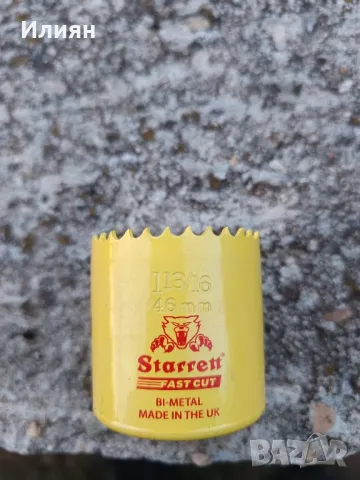 Илиян
1 13/16
46 mm
Starrett
FAST CUT
BI-METAL
MADE IN THE UK
BAZAR